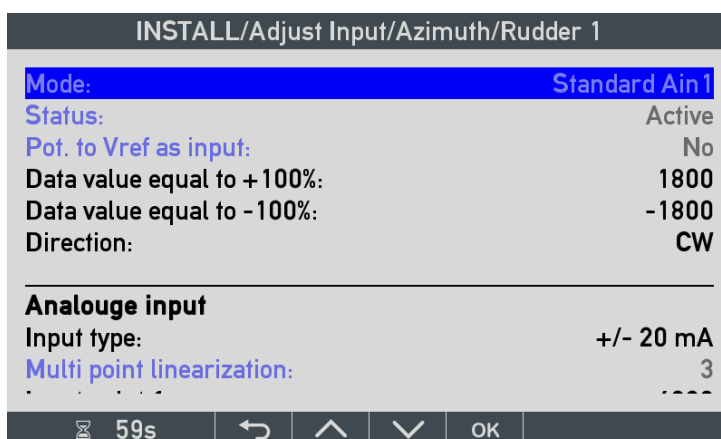 INSTALL/Adjust Input/Azimuth/Rudder 1
Mode: Standard Ain1
Status: Active
Pot. to Vref as input: No
Data value equal to +100%: 1800
Data value equal to -100%: -1800
Direction: CW
Analouge input
Input type: +/- 20 mA
Multi point linearization: 3
59s OK